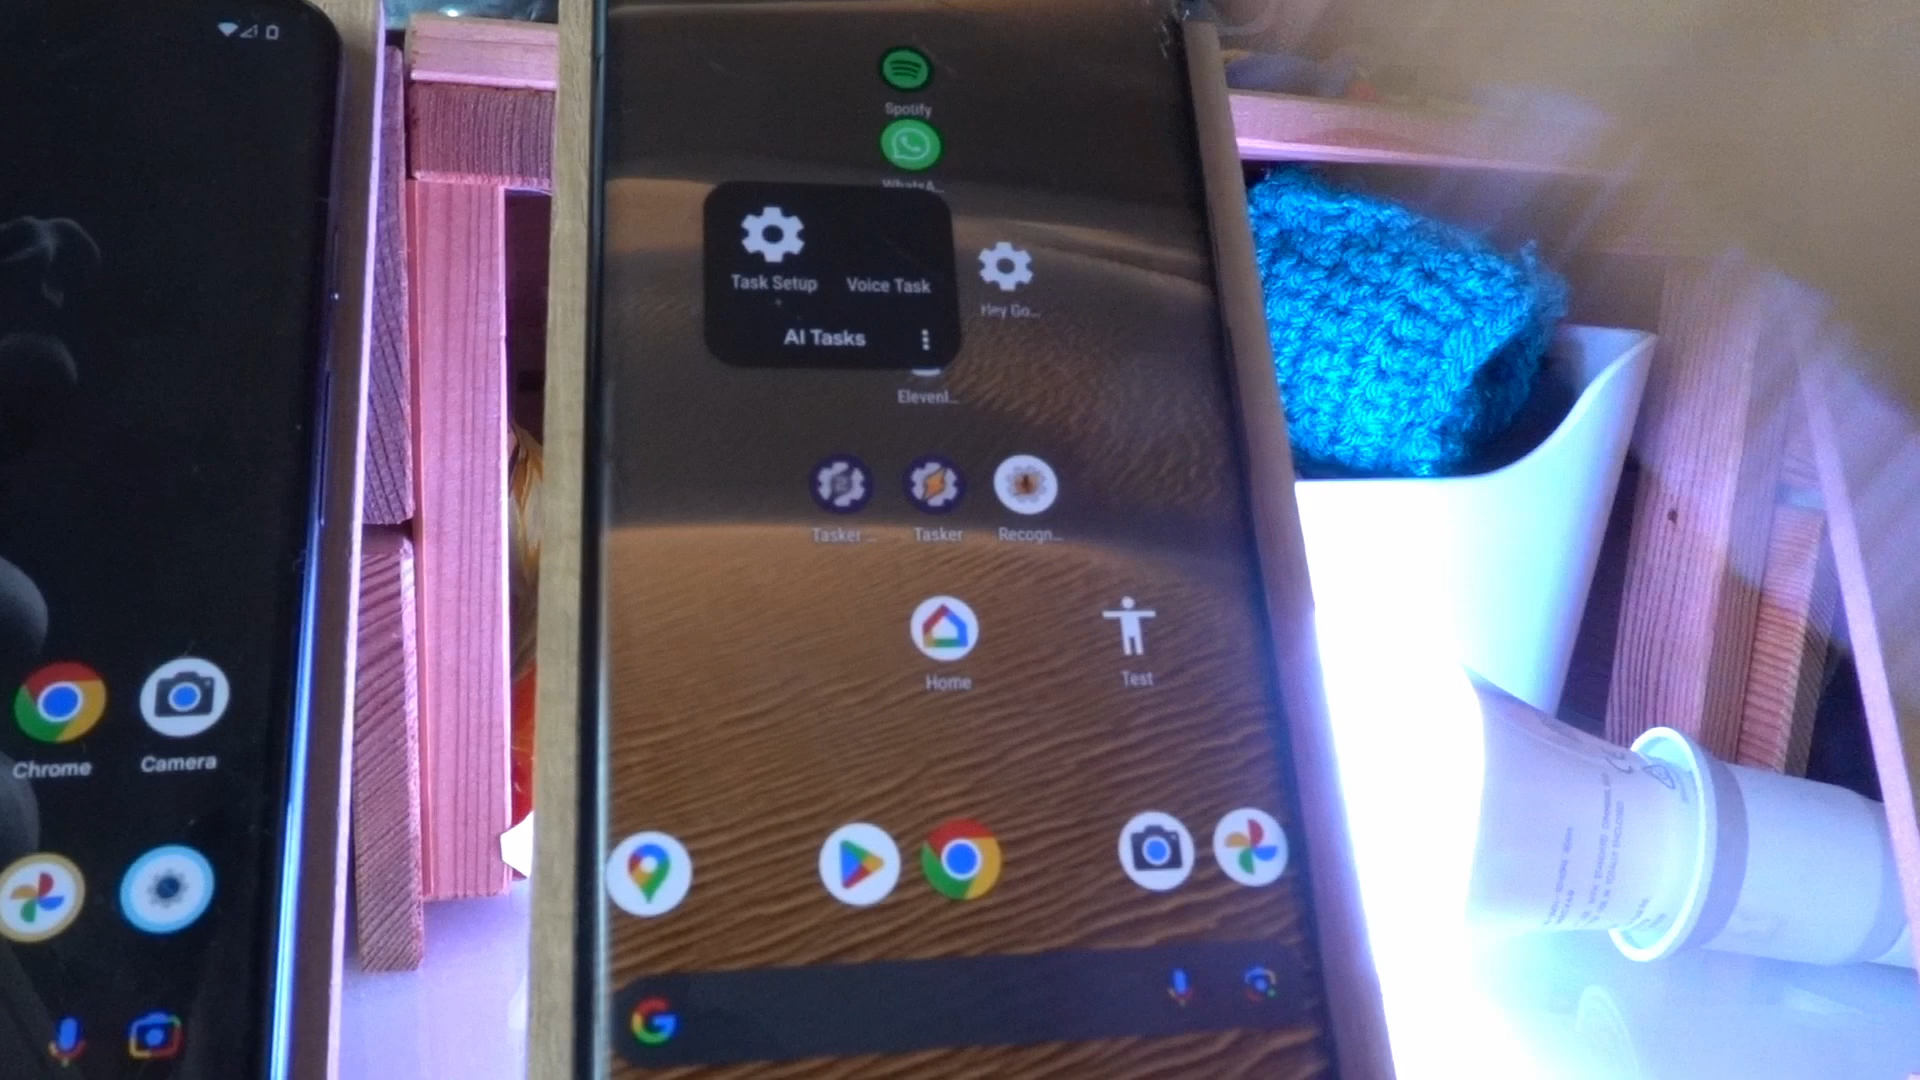 Spotify
WhatsA...
Task Setup
Voice Task
Hey Go...
AI Tasks
Elevenl...
Tasker ...
Tasker
Recogn...
Home
Test
Chrome
Camera